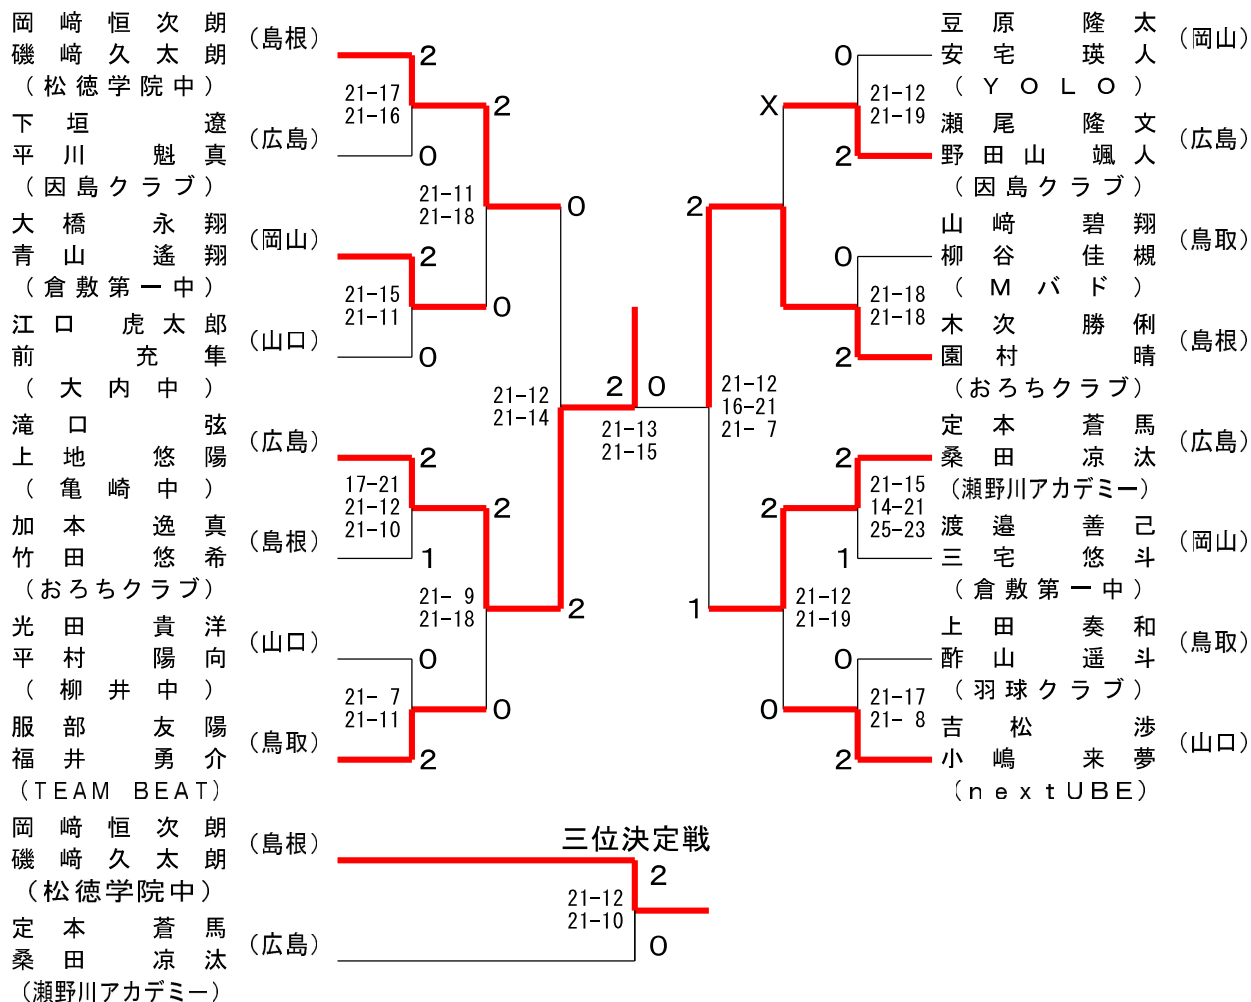 岡﨑恒次朗
磯﨑久太朗
(松徳学院中)
(島根)
下垣遼
平川魁真
(因島クラブ)
(広島)
大橋永翔
青山遙翔
(倉敷第一中)
(岡山)
江口虎太郎
前充隼
(大内中)
(山口)
滝口弦
上地悠陽
(亀崎中)
(広島)
加本逸真
竹田悠希
(おろちクラブ)
(島根)
光田貴洋
平村陽向
(柳井中)
(山口)
服部友陽
福井勇介
(TEAM BEAT)
(鳥取)
2
21-17
21-16
0
2
21-15
21-11
0
2
17-21
21-12
21-10
1
0
21- 7
21-11
2
2
21-11
21-18
0
2
21- 9
21-18
0
0
21-12
21-14
2
2
0
21-13
21-15
2
21-12
16-21
21- 7
1
X
2
21-12
21-19
0
0
21-12
21-19
2
0
21-18
21-18
2
2
21-15
14-21
25-23
1
0
21-17
21- 8
2
豆原隆太
安宅瑛人
(YOLO)
(岡山)
瀬尾隆文
野田山颯人
(因島クラブ)
(広島)
山﨑碧翔
柳谷佳槻
(Mバド)
(鳥取)
木次勝俐
園村晴
(おろちクラブ)
(島根)
定本蒼馬
桑田凉汰
(瀬野川アカデミー)
(広島)
渡邉善己
三宅悠斗
(倉敷第一中)
(岡山)
上田奏和
酢山遥斗
(羽球クラブ)
(鳥取)
吉松渉
小嶋来夢
(nextUBE)
(山口)
三位決定戦
岡﨑恒次朗
磯﨑久太朗
(松徳学院中)
(島根)
定本蒼馬
桑田凉汰
(瀬野川アカデミー)
(広島)
2
21-12
21-10
0